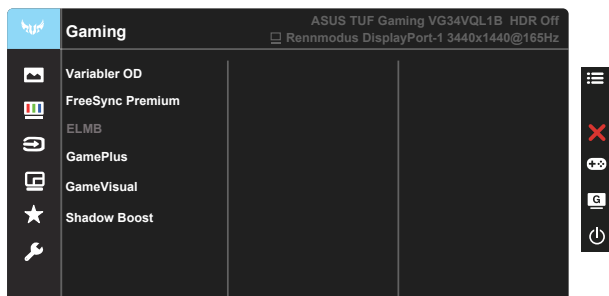 ASUS TUF Gaming VG34VQL1B HDR Off
Gaming
Rennmodus DisplayPort-1 3440x1440@165Hz
Variabler OD
FreeSync Premium
ELMB
GamePlus
GameVisual
Shadow Boost
G